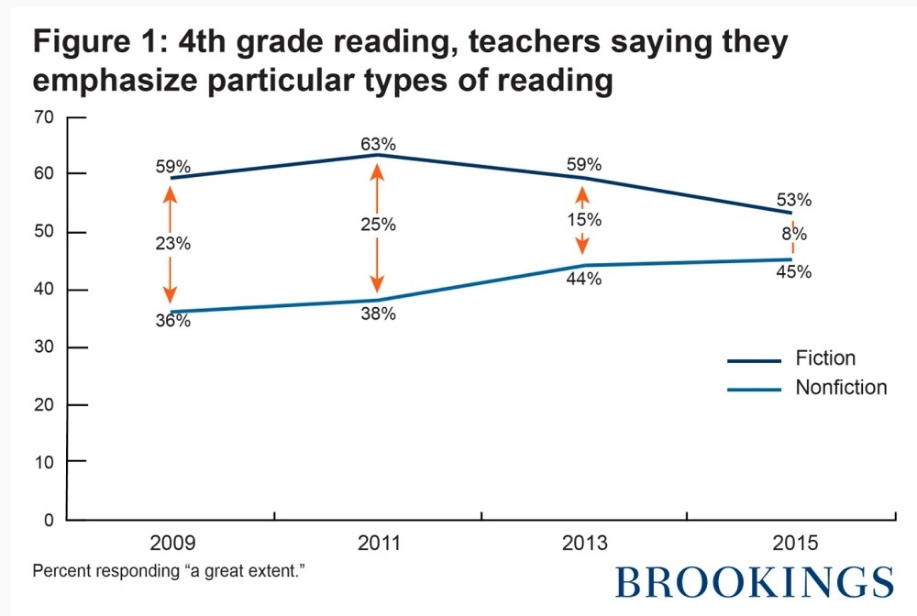 Figure 1: 4th grade reading, teachers saying they
emphasize particular types of reading
70
60
50
40
30
20
10
0
59%
63%
59%
53%
23%
25%
15%
8%
36%
38%
44%
45%
Fiction
Nonfiction
2009 2011 2013 2015
Percent responding “a great extent.”
BROOKINGS